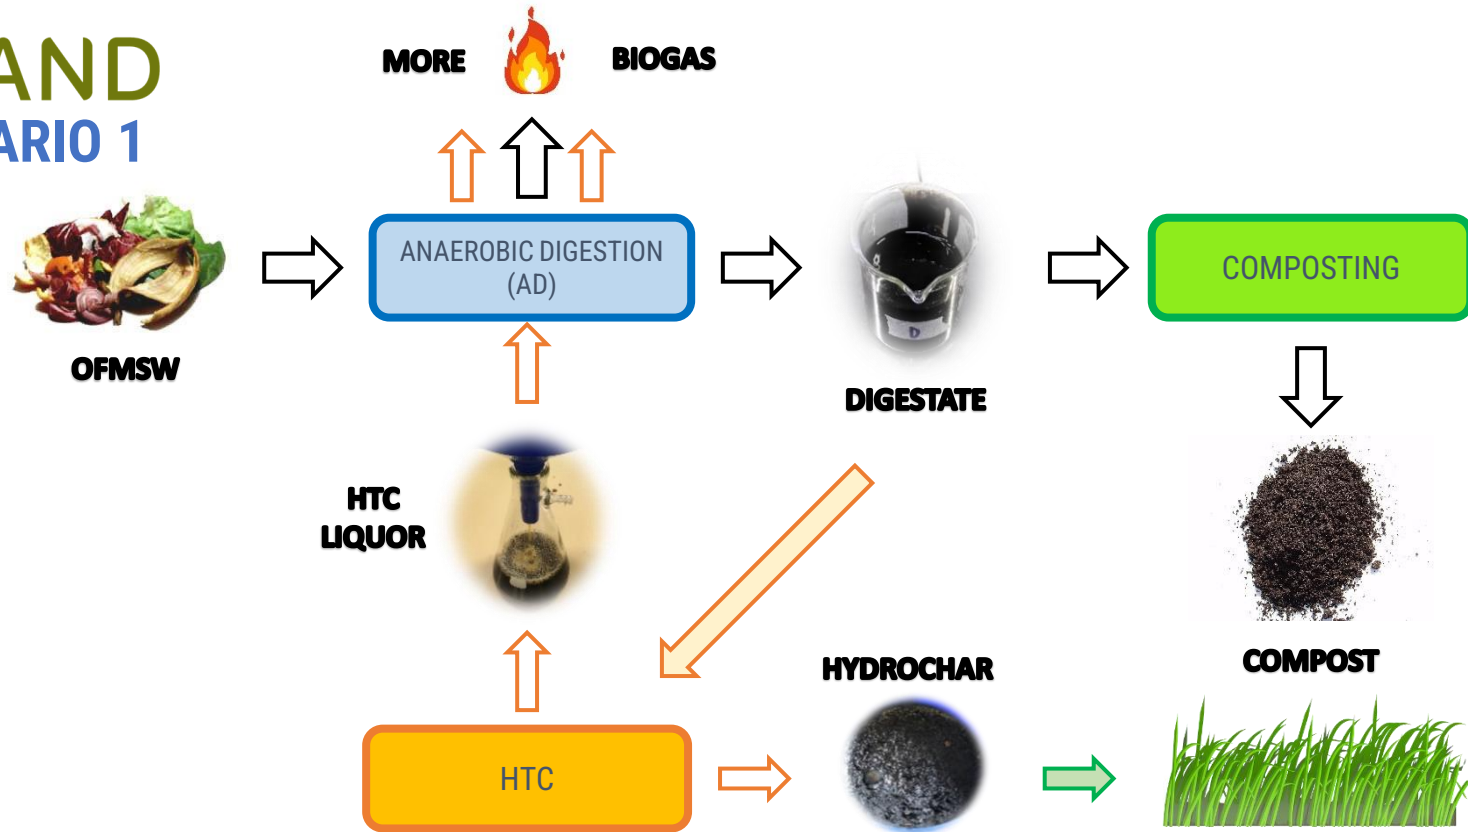 MORE BIOGAS
AND
ARIO 1
ANAEROBIC DIGESTION
(AD)
COMPOSTING
OFMSW
DIGESTATE
D
HTC
LIQUOR
HYDROCHAR
COMPOST
HTC